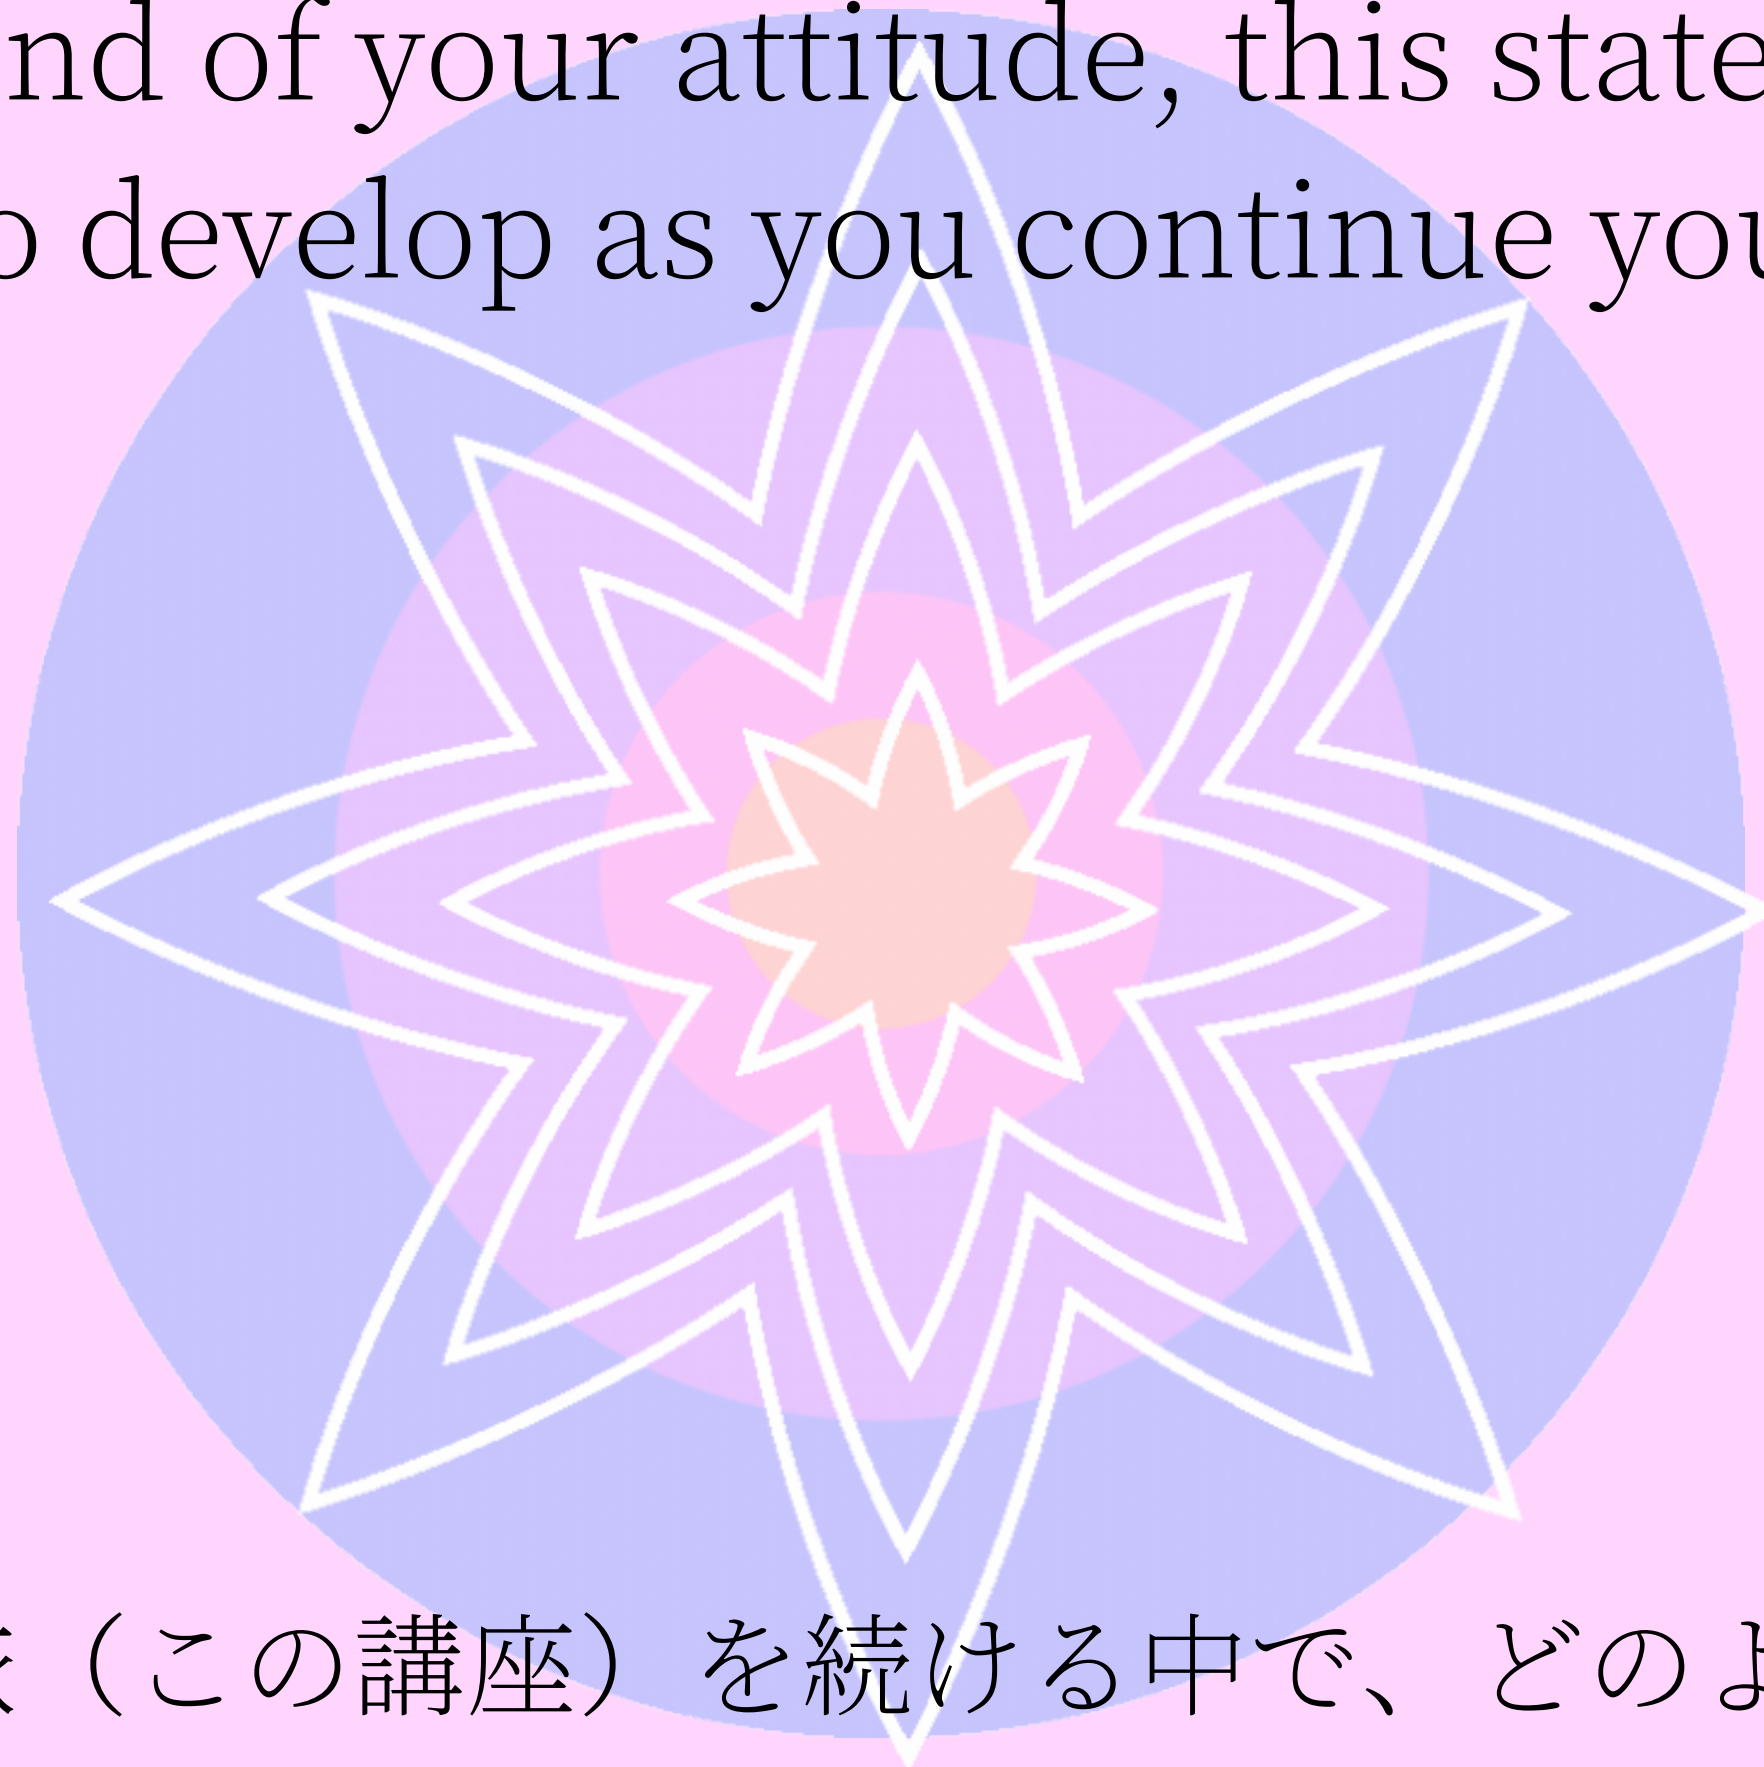 nd of your attitude, this state
o develop as you continue you
（この講座）を続ける中で、どのよ